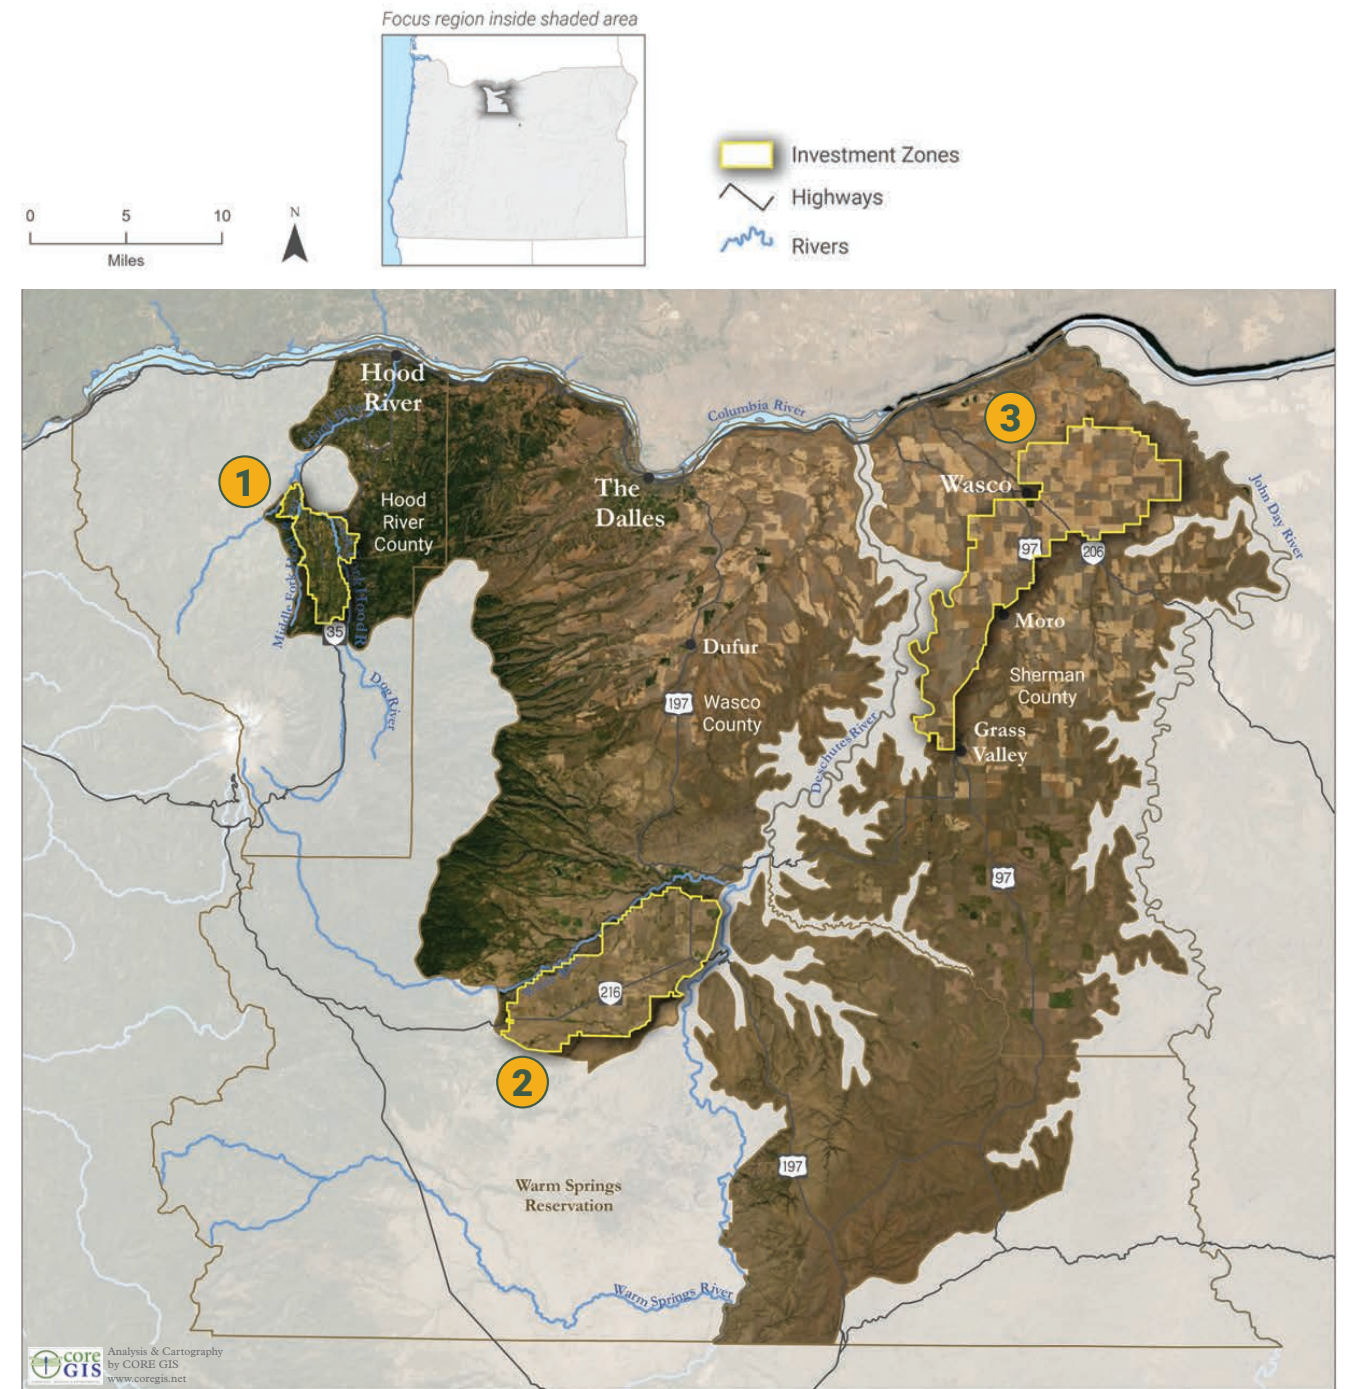 Focus region inside shaded area
Investment Zones
Highways
Rivers
0 5 10
Miles
N
Hood
River
Columbia River
3
1
Wasco
The
Dalles
Hood
River
County
John Day River
97
206
Middle Fork
35
Moro
Dufur
Sherman
County
Dog River
197
Wasco
County
Deschutes River
Grass
Valley
97
216
2
197
Warm Springs
Reservation
Warm Springs River
core
GIS
Analysis & Cartography
by CORE GIS
www.coregis.net